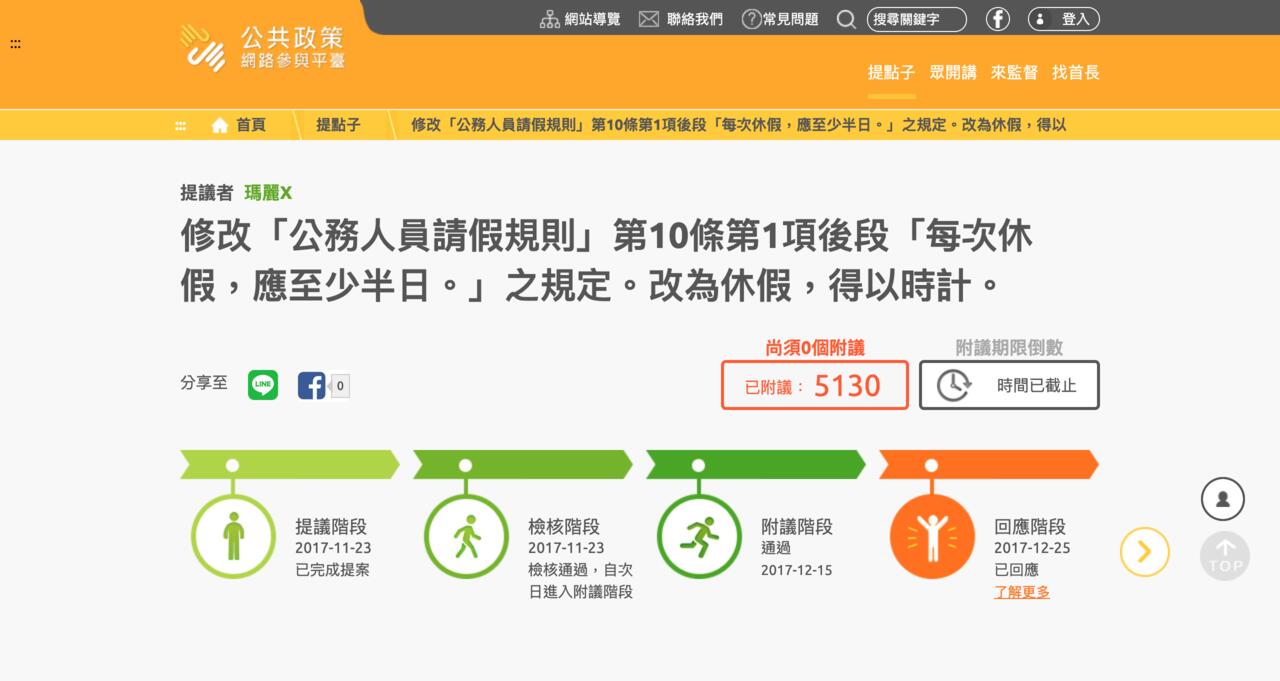 網站導覽
聯絡我們
常見問題
搜尋關鍵字
登入
:::
公共政策
網路參與平臺
提點子 眾開講 來監督 找首長
:::
首頁
提點子
修改「公務人員請假規則」第10條第1項後段「每次休假，應至少半日。」之規定。改為休假，得以
提議者 瑪麗X
修改「公務人員請假規則」第10條第1項後段「每次休
假，應至少半日。」之規定。改為休假，得以時計。
尚須0個附議
附議期限倒數
分享至
LINE
0
已附議： 5130
時間已截止
提議階段
2017-11-23
已完成提案
檢核階段
2017-11-23
檢核通過，自次
日進入附議階段
附議階段
通過
2017-12-15
回應階段
2017-12-25
已回應
了解更多
TOP